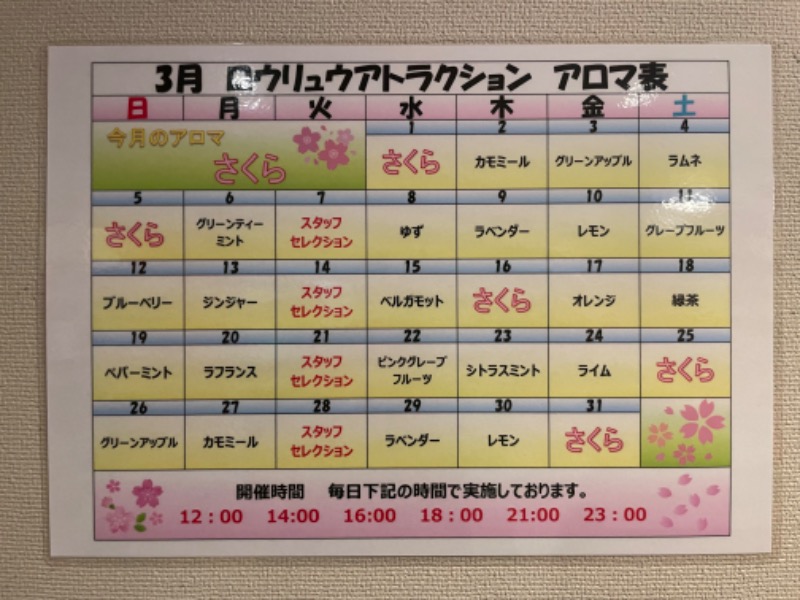 3月 ロウリュウアトラクション アロマ表
日 月 火 水 木 金 土
今月のアロマ
さくら
1 2 3 4
さくら カモミール グリーンアップル ラムネ
5 6 7 8 9 10 11
さくら グリーンティー
ミント スタッフ
セレクション ゆず ラベンダー レモン グレープフルーツ
12 13 14 15 16 17 18
ブルーベリー ジンジャー スタッフ
セレクション ベルガモット さくら オレンジ 緑茶
19 20 21 22 23 24 25
ペパーミント ラフランス スタッフ
セレクション ピンクグレープ
フルーツ シトラスミント ライム さくら
26 27 28 29 30 31
グリーンアップル カモミール スタッフ
セレクション ラベンダー レモン さくら
開催時間 毎日下記の時間で実施しております。
12:00 14:00 16:00 18:00 21:00 23:00